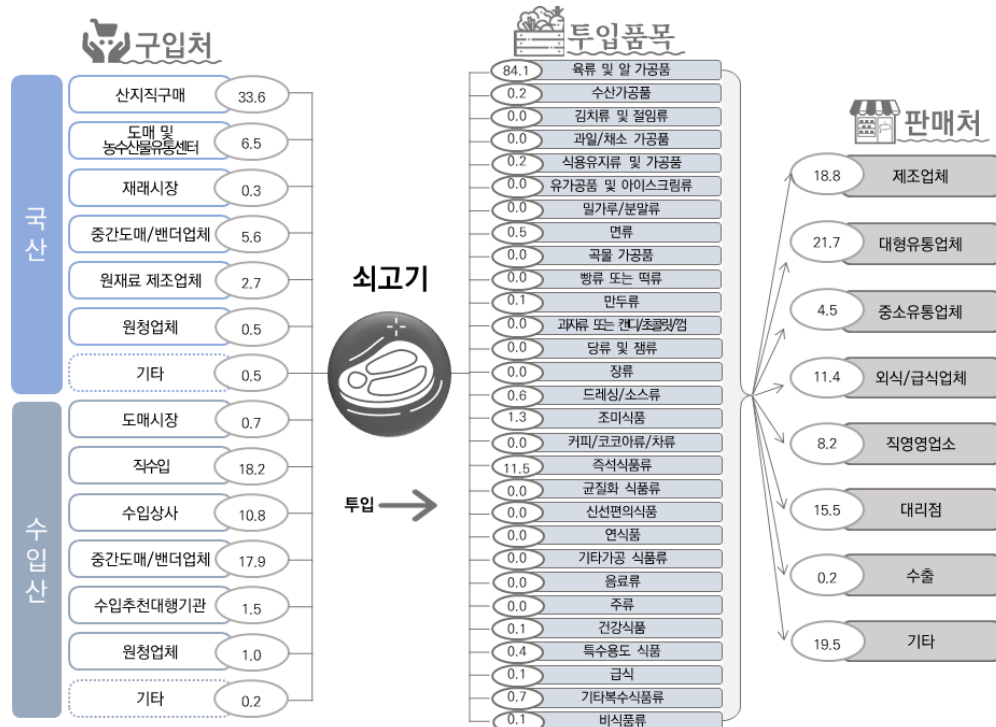 구입처
국산
산지직구매 33.6
도매 및
농수산물유통센터 6.5
재래시장 0.3
중간도매/밴더업체 5.6
원재료 제조업체 2.7
원청업체 0.5
기타 0.5
수입산
도매시장 0.7
직수입 18.2
수입상사 10.8
중간도매/밴더업체 17.9
수입추천대행기관 1.5
원청업체 1.0
기타 0.2
쇠고기
투입
투입품목
84.1 육류 및 알 가공품
0.2 수산가공품
0.0 김치류 및 절임류
0.0 과일/채소 가공품
0.2 식용유지류 및 가공품
0.0 유가공품 및 아이스크림류
0.0 밀가루/분말류
0.5 면류
0.0 곡물 가공품
0.0 빵류 또는 떡류
0.1 만두류
0.0 과자류 또는 캔디/초콜릿/껌
0.0 당류 및 잼류
0.0 장류
0.6 드레싱/소스류
1.3 조미식품
0.0 커피/코코아류/차류
11.5 즉석식품류
0.0 균질화 식품류
0.0 신선편의식품
0.0 연식품
0.0 기타가공 식품류
0.0 음료류
0.0 주류
0.1 건강식품
0.4 특수용도 식품
0.1 급식
0.7 기타복수식품류
0.1 비식품류
판매처
18.8 제조업체
21.7 대형유통업체
4.5 중소유통업체
11.4 외식/급식업체
8.2 직영영업소
15.5 대리점
0.2 수출
19.5 기타